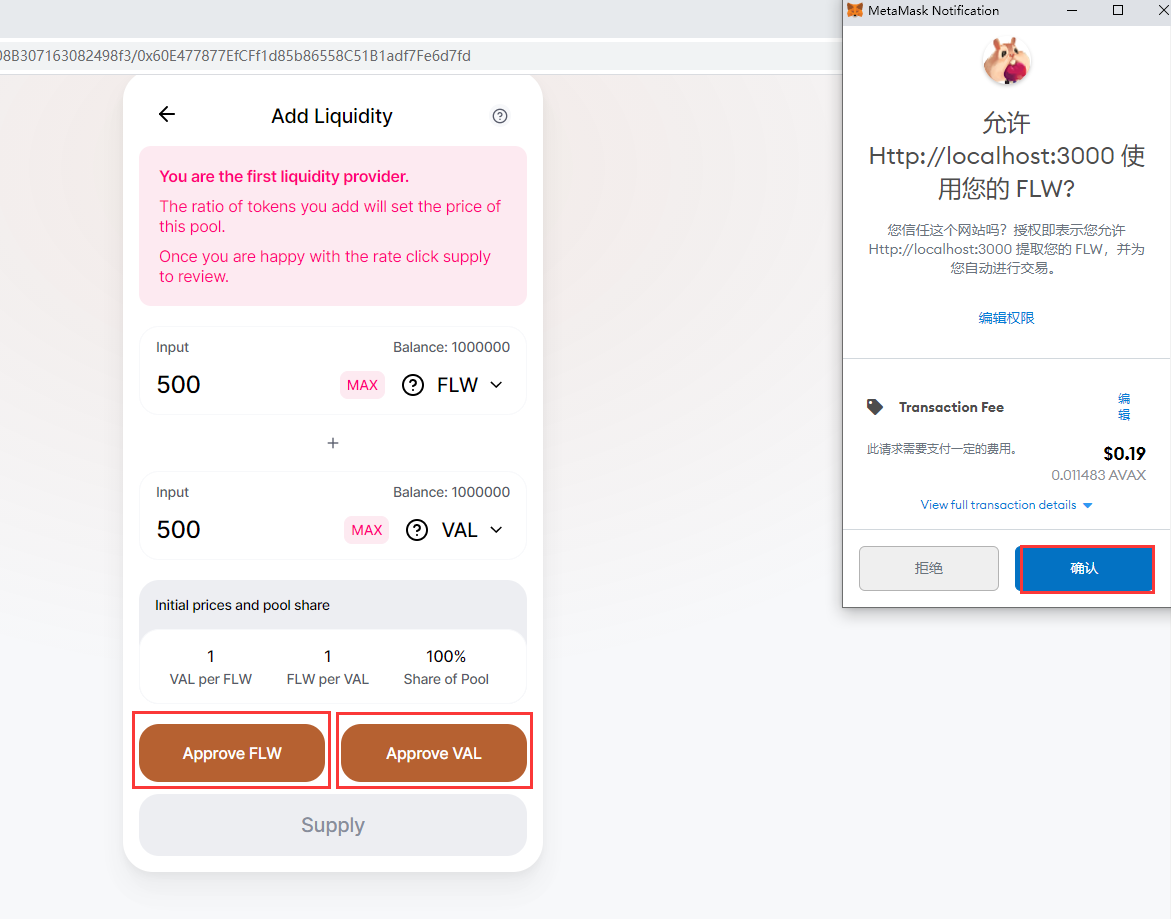 08B307163082498f3/0x60E477877EfCFf1d85b86558C51B1adf7Fe6d7fd
Add Liquidity
You are the first liquidity provider.
The ratio of tokens you add will set the price of
this pool.
Once you are happy with the rate click supply
to review.
Input
Balance: 1000000
500
MAX
FLW
+
Input
Balance: 1000000
500
MAX
VAL
Initial prices and pool share
1
1
100%
VAL per FLW
FLW per VAL
Share of Pool
Approve FLW
Approve VAL
Supply
MetaMask Notification
允许
Http://localhost:3000 使
用您的 FLW?
您信任这个网站吗？授权即表示您允许
Http://localhost:3000 提取您的 FLW，并为
您自动进行交易。
编辑权限
Transaction Fee
编
辑
此请求需要支付一定的费用。
$0.19
0.011483 AVAX
View full transaction details
拒绝
确认